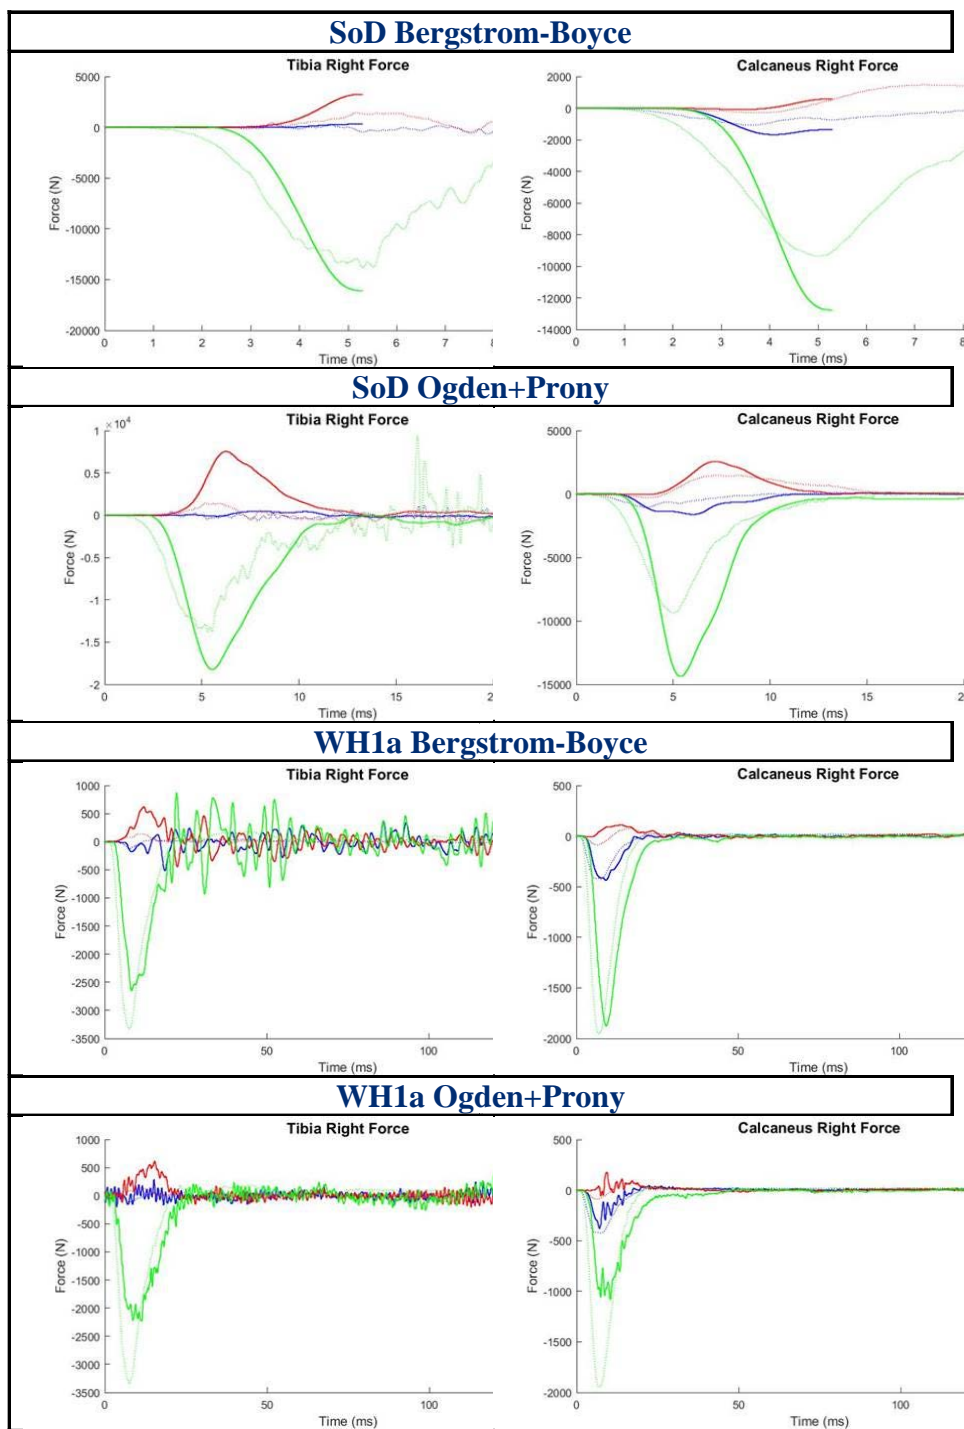 SoD Bergstrom-Boyce
Tibia Right Force
Calcaneus Right Force
5000
0
-5000
-10000
-15000
-20000
Force (N)
0 1 2 3 4 5 6 7 8
Time (ms)
2000
0
-2000
-4000
-6000
-8000
-10000
-12000
-14000
Force (N)
0 1 2 3 4 5 6 7 8
Time (ms)
SoD Ogden+Prony
Tibia Right Force
Calcaneus Right Force
×10⁴
1
0.5
0
-0.5
-1
-1.5
-2
Force (N)
0 5 10 15 2
Time (ms)
5000
0
-5000
-10000
-15000
Force (N)
0 5 10 15 2
Time (ms)
WH1a Bergstrom-Boyce
Tibia Right Force
Calcaneus Right Force
1000
500
0
-500
-1000
-1500
-2000
-2500
-3000
-3500
Force (N)
0 50 100
Time (ms)
500
0
-500
-1000
-1500
-2000
Force (N)
0 50 100
Time (ms)
WH1a Ogden+Prony
Tibia Right Force
Calcaneus Right Force
1000
500
0
-500
-1000
-1500
-2000
-2500
-3000
-3500
Force (N)
0 50 100
Time (ms)
500
0
-500
-1000
-1500
-2000
Force (N)
0 50 100
Time (ms)